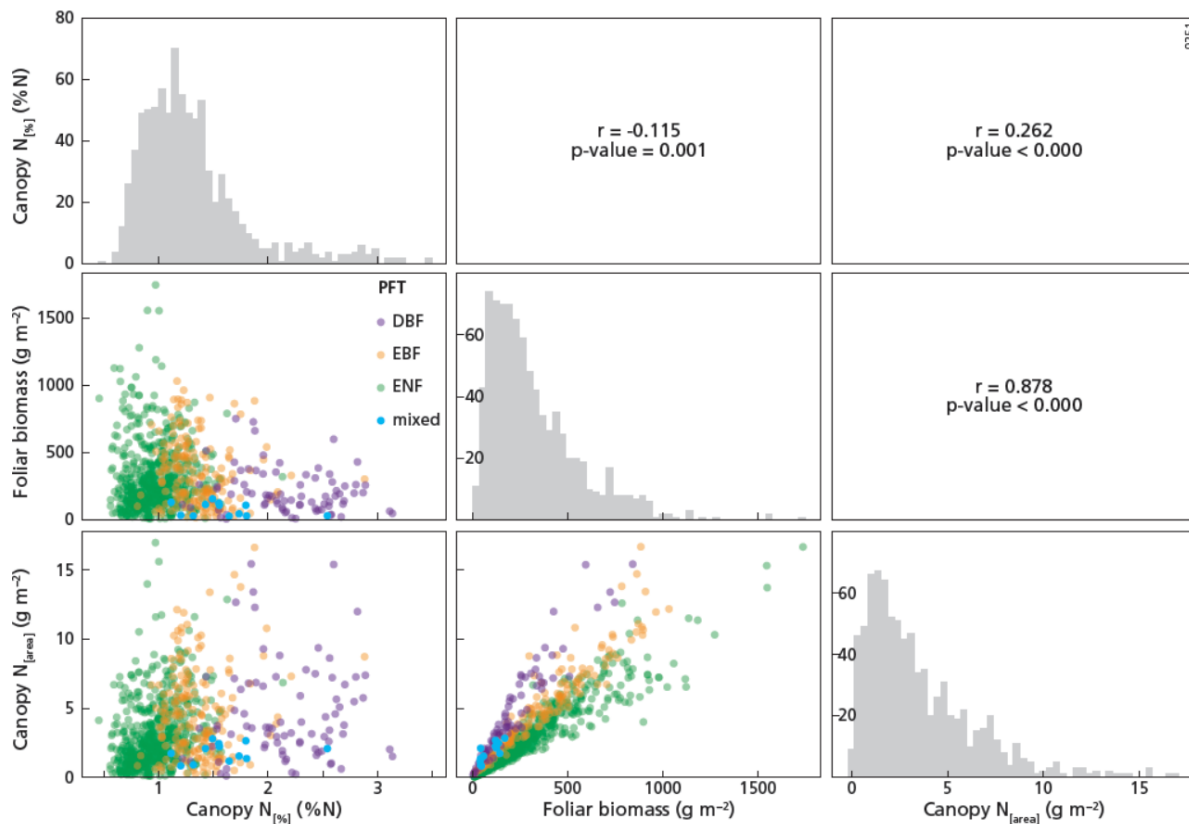 80
60
40
20
0
Canopy N[%] (%N)
r = -0.115
p-value = 0.001
r = 0.262
p-value < 0.000
1500
1000
500
0
Foliar biomass (g m⁻²)
PFT
DBF
EBF
ENF
mixed
60
40
20
r = 0.878
p-value < 0.000
15
10
5
0
Canopy N[area] (g m⁻²)
60
40
20
1 2 3
Canopy N[%] (%N)
0 500 1000 1500
Foliar biomass (g m⁻²)
0 5 10 15
Canopy N[area] (g m⁻²)